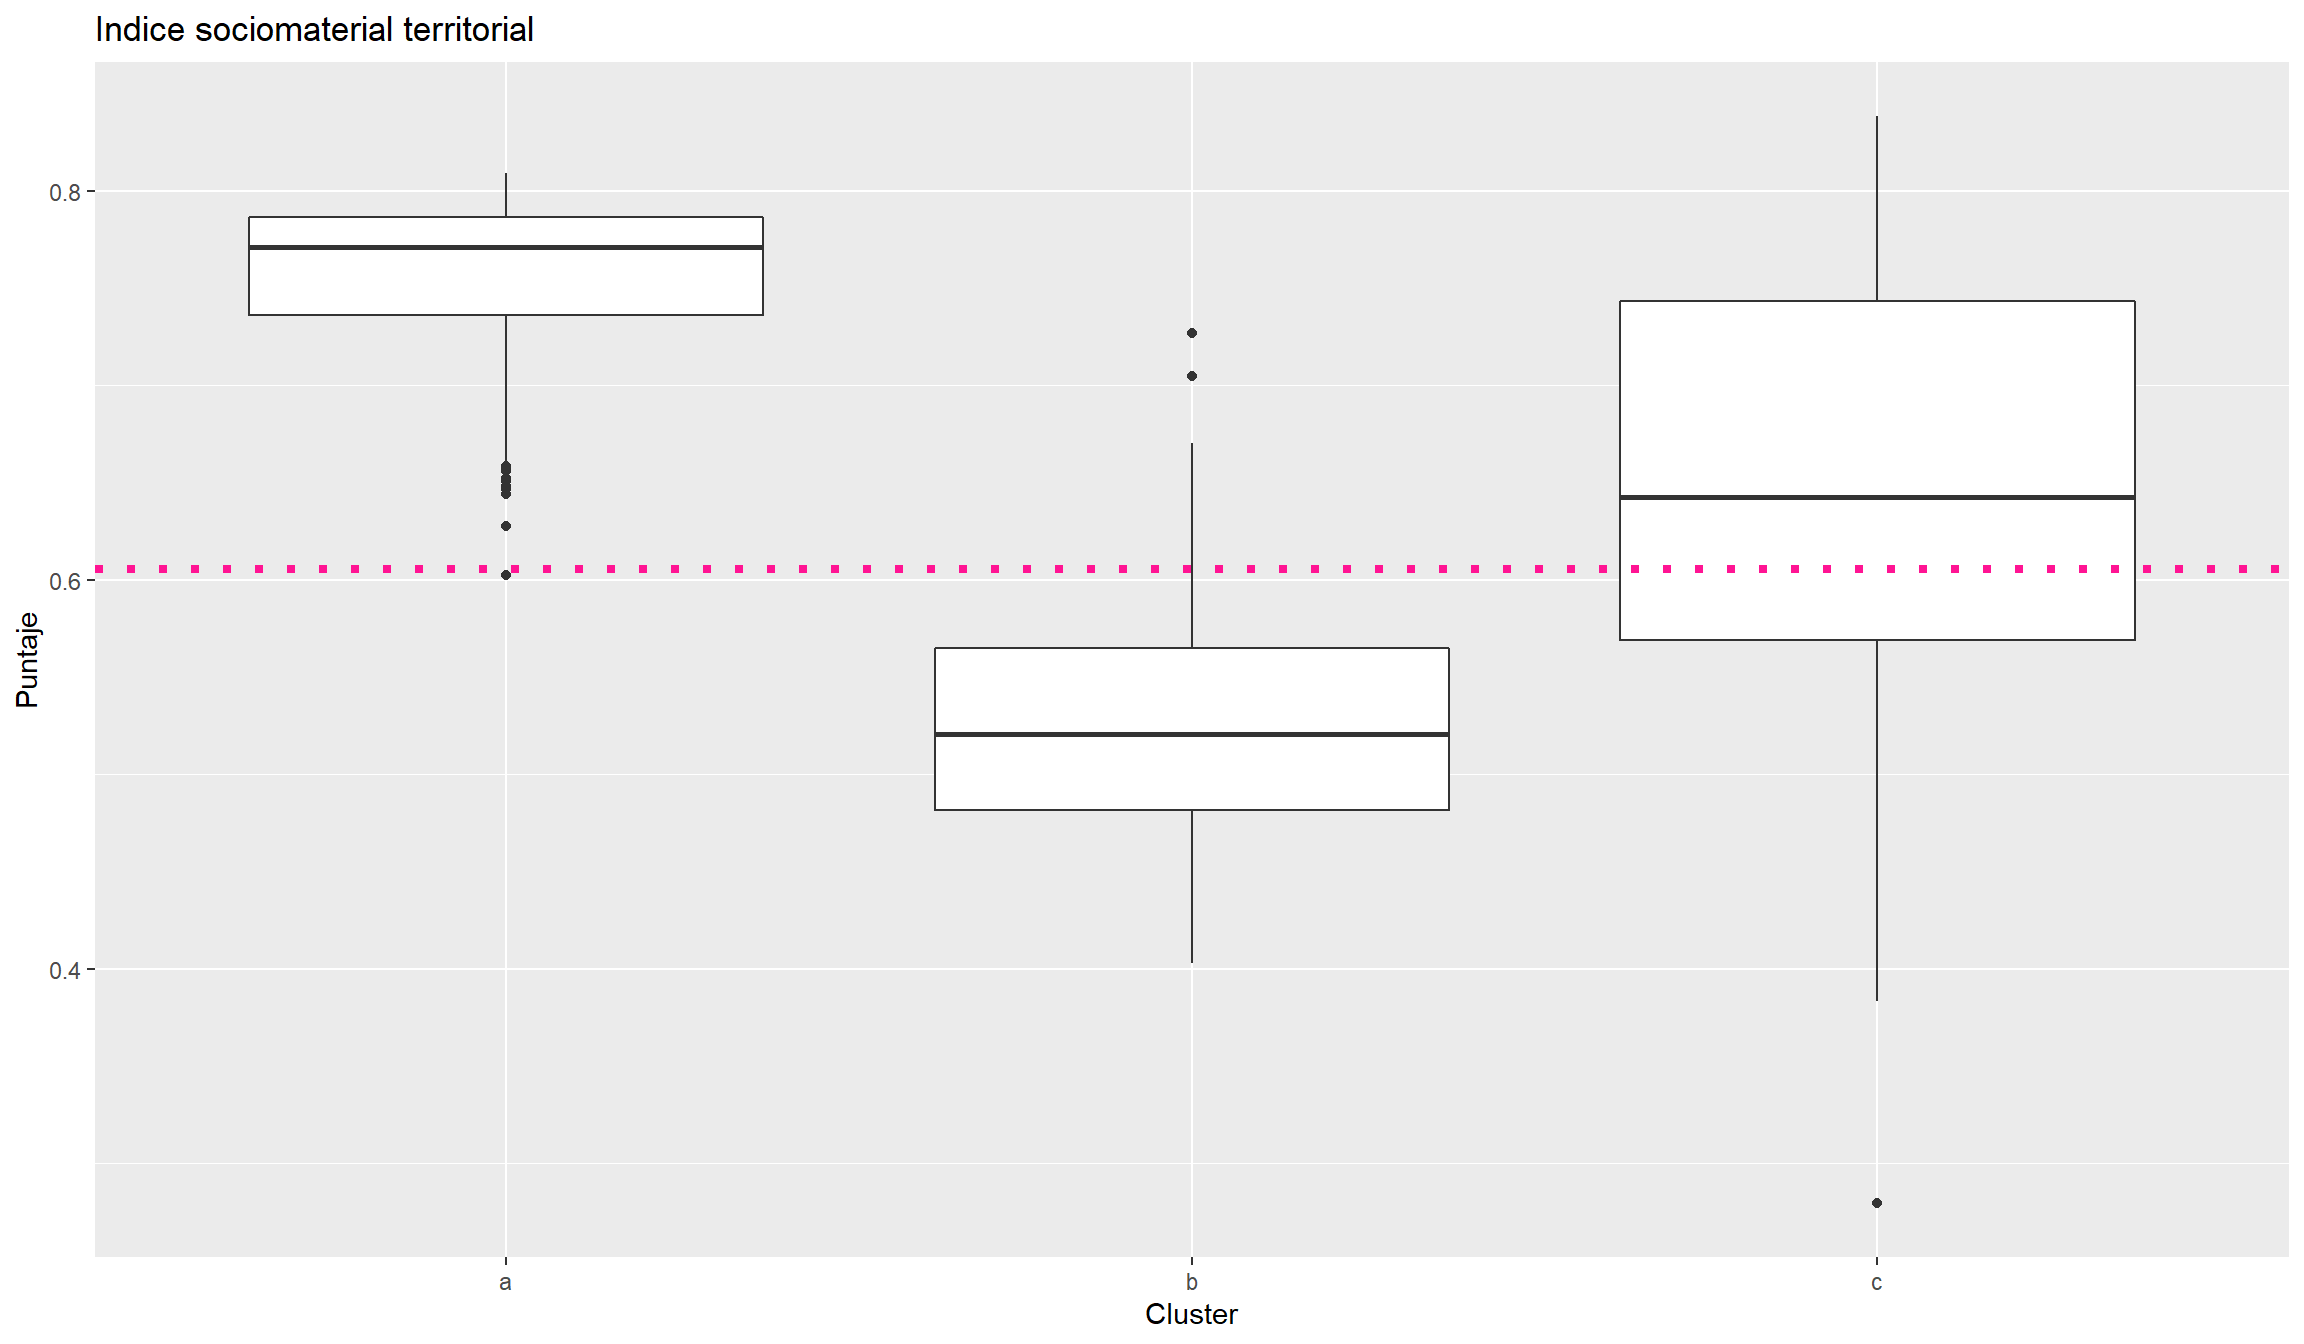 Indice sociomaterial territorial
0.8
0.6
0.4
Puntaje
a
b
c
Cluster